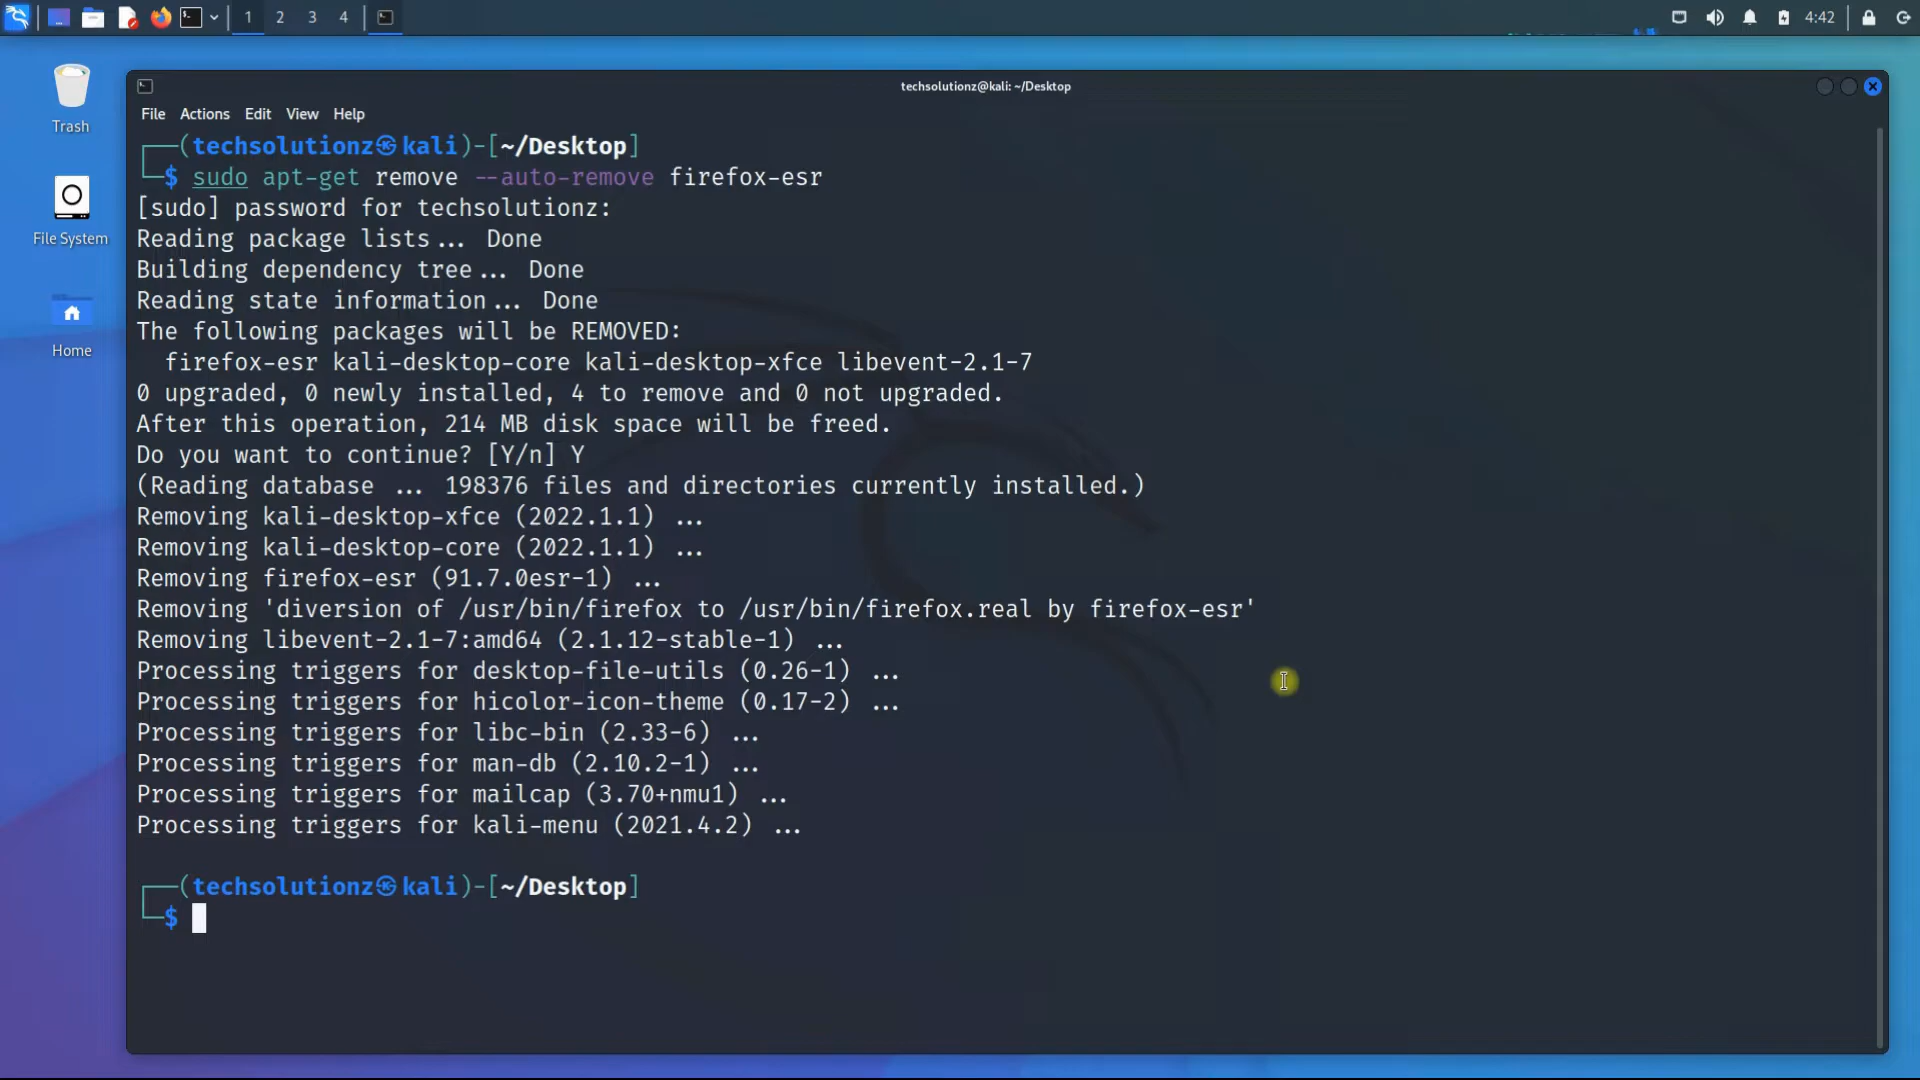 1 2 3 4
4:42
Trash
File System
Home
techsolutionz@kali: ~/Desktop
File Actions Edit View Help
┌──(techsolutionz㉿kali)-[~/Desktop]
└─$ sudo apt-get remove --auto-remove firefox-esr
[sudo] password for techsolutionz:
Reading package lists... Done
Building dependency tree... Done
Reading state information... Done
The following packages will be REMOVED:
  firefox-esr kali-desktop-core kali-desktop-xfce libevent-2.1-7
0 upgraded, 0 newly installed, 4 to remove and 0 not upgraded.
After this operation, 214 MB disk space will be freed.
Do you want to continue? [Y/n] Y
(Reading database ... 198376 files and directories currently installed.)
Removing kali-desktop-xfce (2022.1.1) ...
Removing kali-desktop-core (2022.1.1) ...
Removing firefox-esr (91.7.0esr-1) ...
Removing 'diversion of /usr/bin/firefox to /usr/bin/firefox.real by firefox-esr'
Removing libevent-2.1-7:amd64 (2.1.12-stable-1) ...
Processing triggers for desktop-file-utils (0.26-1) ...
Processing triggers for hicolor-icon-theme (0.17-2) ...
Processing triggers for libc-bin (2.33-6) ...
Processing triggers for man-db (2.10.2-1) ...
Processing triggers for mailcap (3.70+nmu1) ...
Processing triggers for kali-menu (2021.4.2) ...
┌──(techsolutionz㉿kali)-[~/Desktop]
└─$